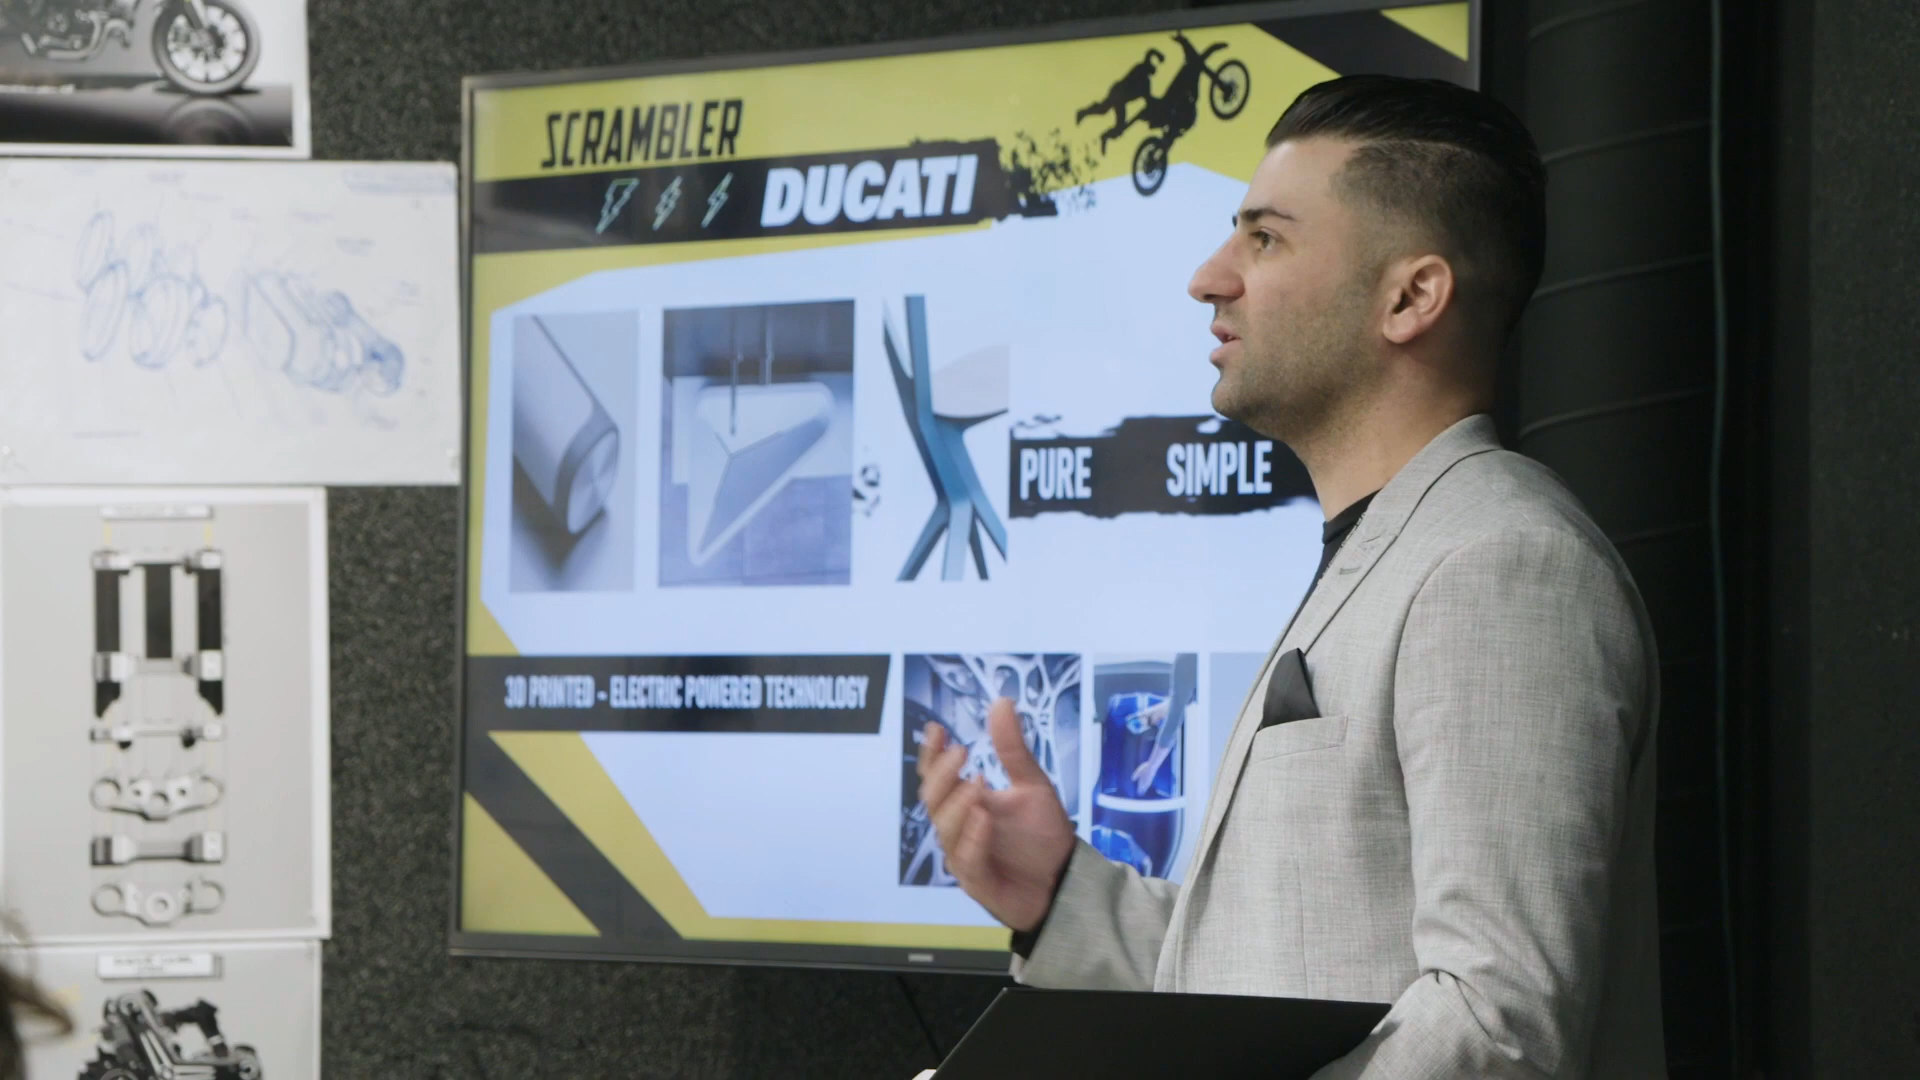 SCRAMBLER
DUCATI
PURE SIMPLE
3D PRINTED - ELECTRIC POWERED TECHNOLOGY